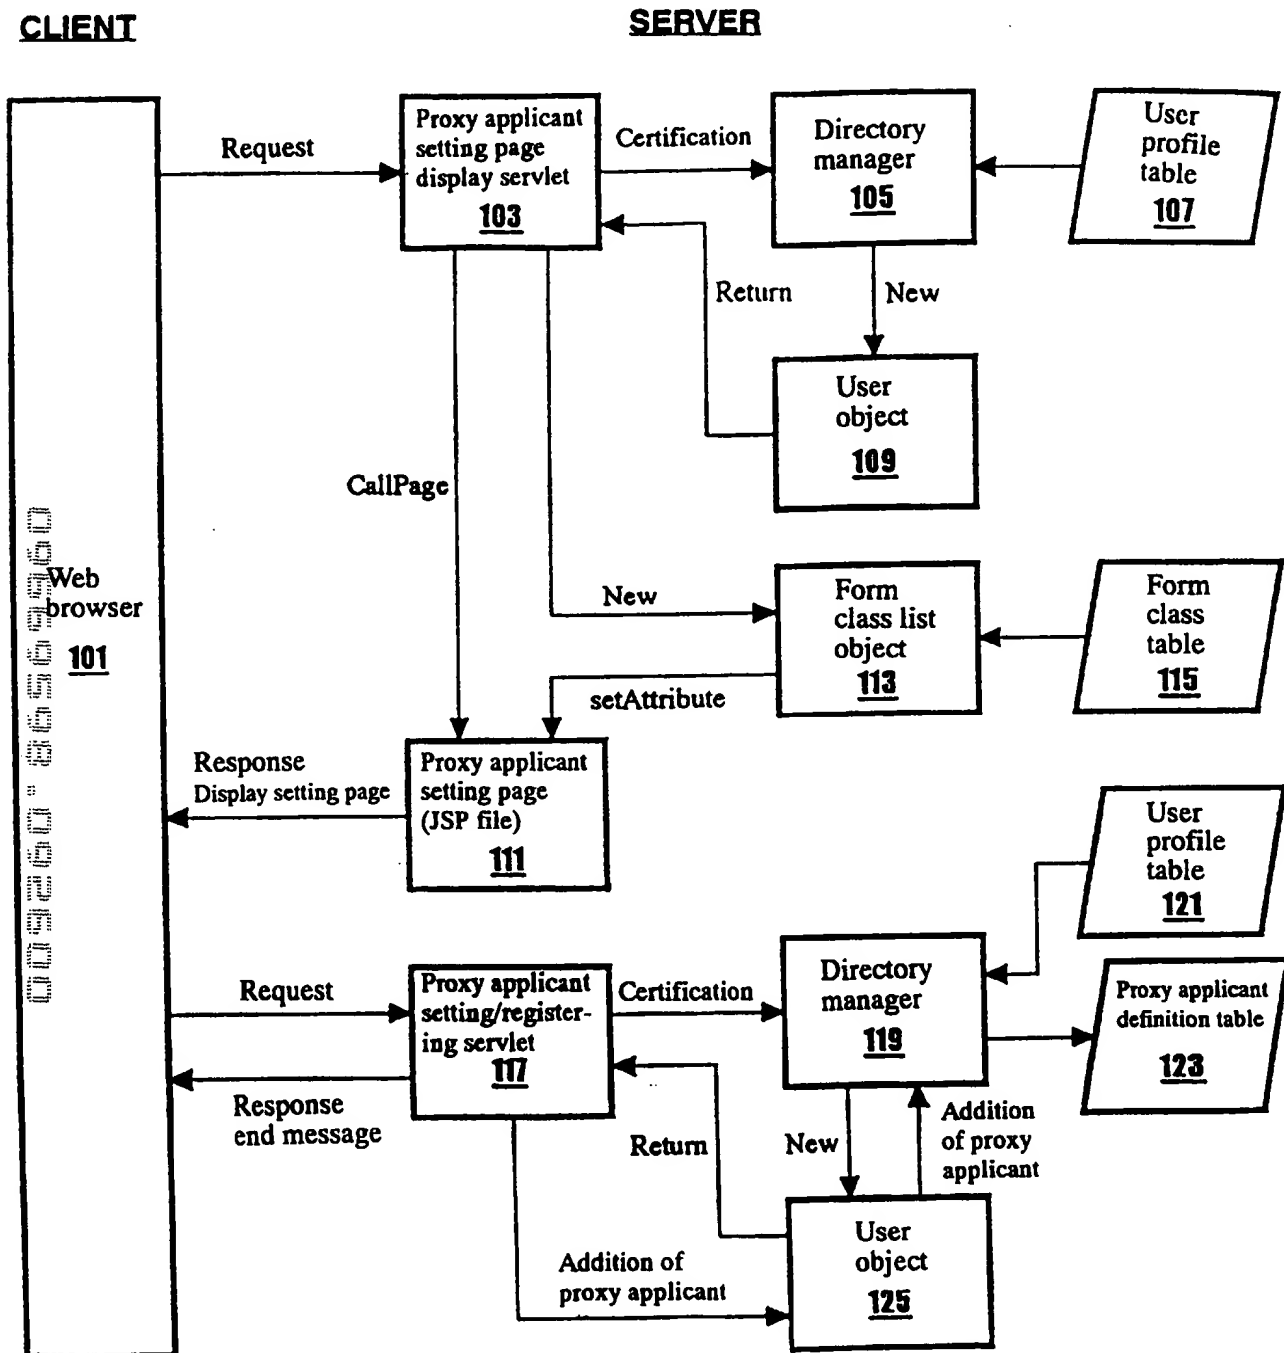 CLIENT
SERVER
Request
Proxy applicant
setting page
display servlet
103
Certification
Directory
manager
105
User
profile
table
107
Return
New
User
object
109
CallPage
Web
browser
101
New
Form
class list
object
113
Form
class
table
115
setAttribute
Response
Display setting page
Proxy applicant
setting page
(JSP file)
111
User
profile
table
121
Request
Proxy applicant
setting/register-
ing servlet
117
Certification
Directory
manager
119
Proxy applicant
definition table
123
Response
end message
Return
New
Addition
of proxy
applicant
Addition of
proxy applicant
User
object
125